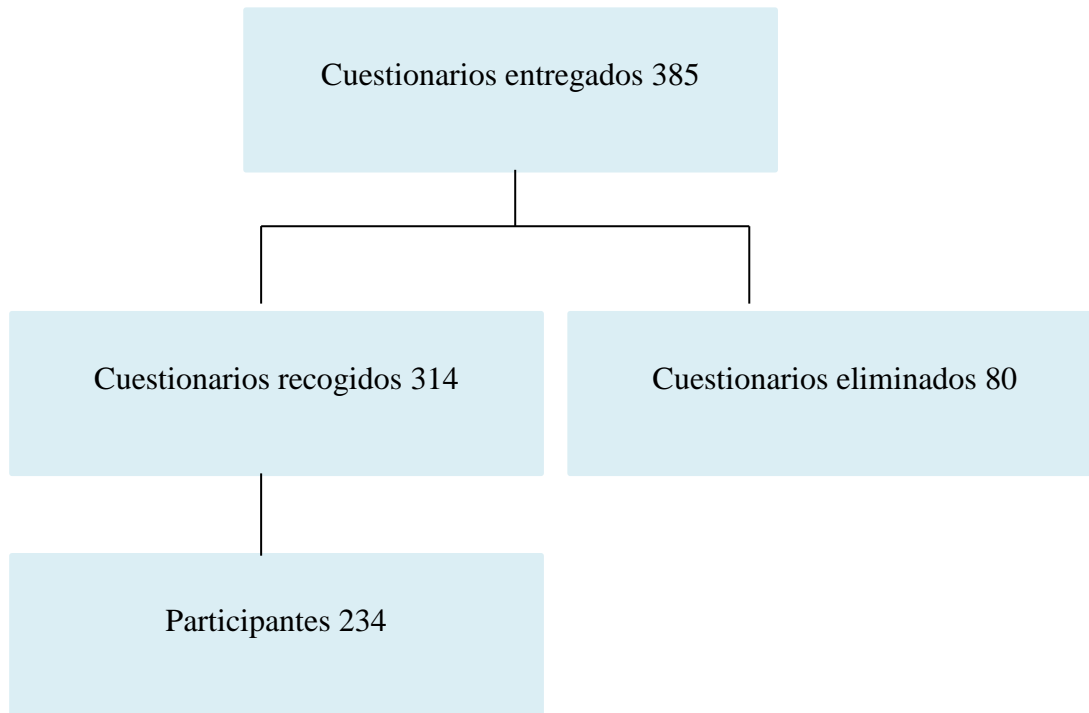 Cuestionarios entregados 385
Cuestionarios recogidos 314
Cuestionarios eliminados 80
Participantes 234